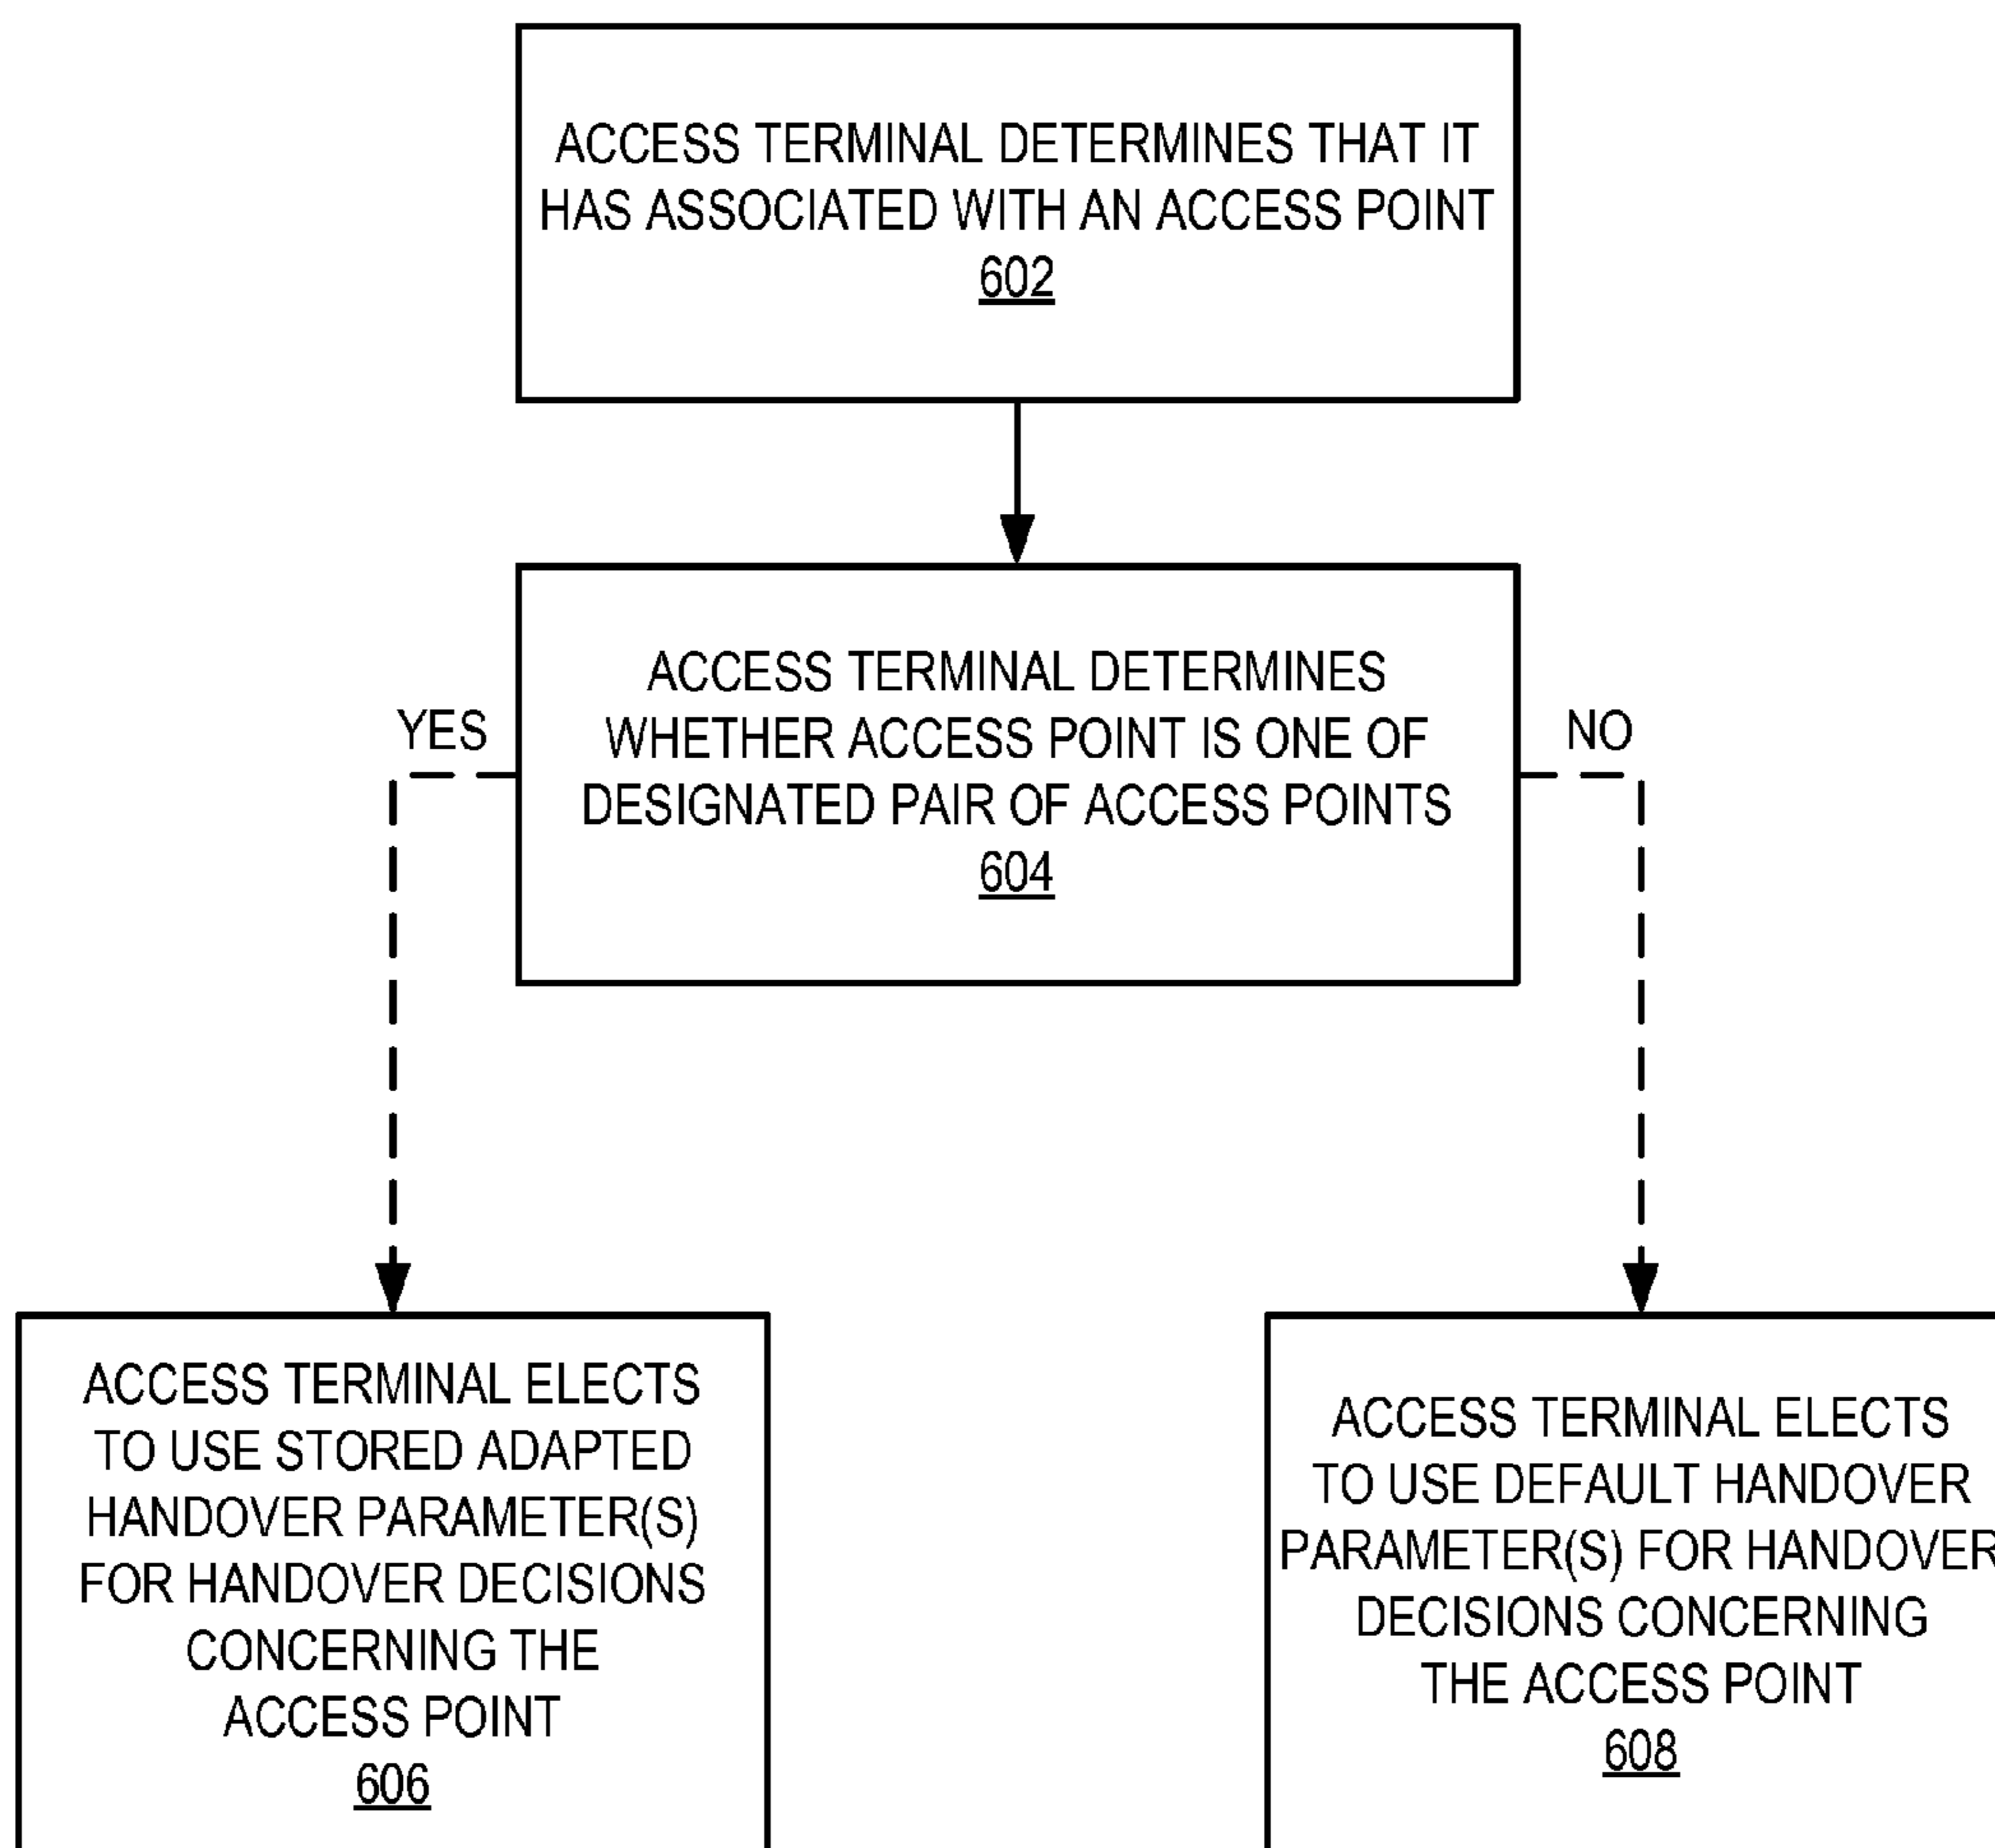 ACCESS TERMINAL DETERMINES THAT IT
HAS ASSOCIATED WITH AN ACCESS POINT
602
ACCESS TERMINAL DETERMINES
WHETHER ACCESS POINT IS ONE OF
DESIGNATED PAIR OF ACCESS POINTS
604
YES
NO
ACCESS TERMINAL ELECTS
TO USE STORED ADAPTED
HANDOVER PARAMETER(S)
FOR HANDOVER DECISIONS
CONCERNING THE
ACCESS POINT
606
ACCESS TERMINAL ELECTS
TO USE DEFAULT HANDOVER
PARAMETER(S) FOR HANDOVER
DECISIONS CONCERNING
THE ACCESS POINT
608